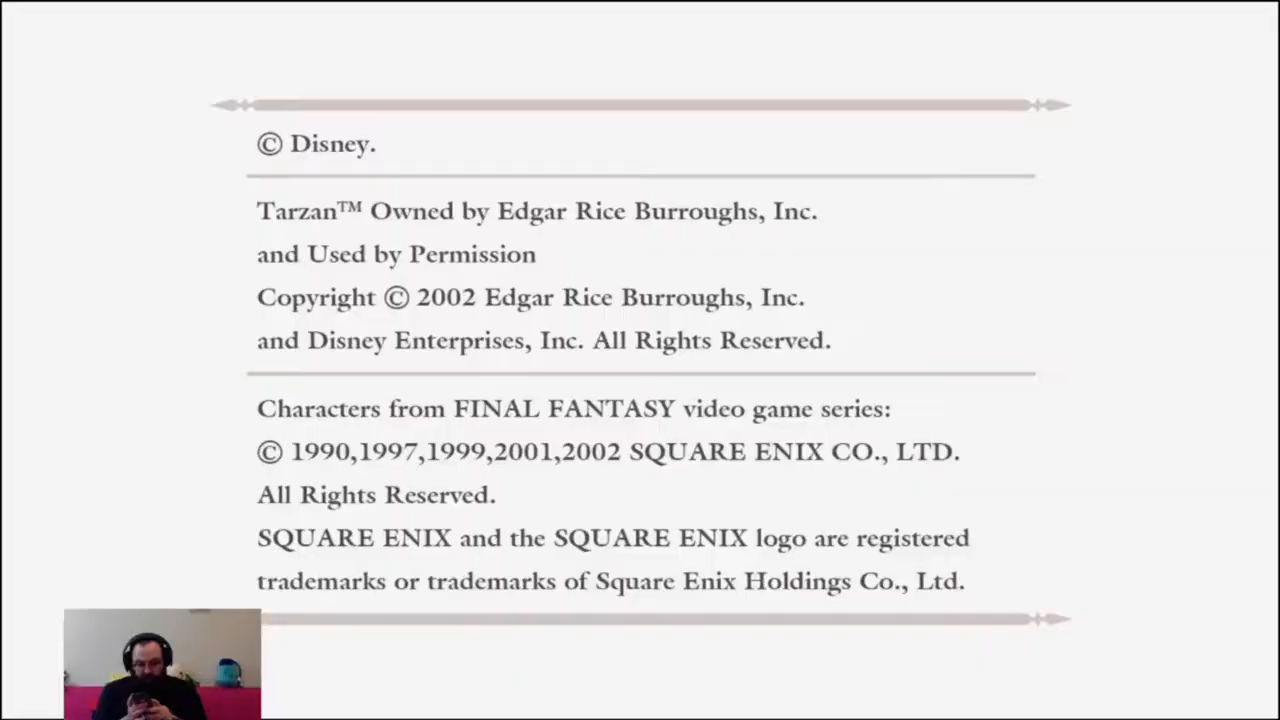 © Disney.
Tarzan™ Owned by Edgar Rice Burroughs, Inc.
and Used by Permission
Copyright © 2002 Edgar Rice Burroughs, Inc.
and Disney Enterprises, Inc. All Rights Reserved.
Characters from FINAL FANTASY video game series:
© 1990,1997,1999,2001,2002 SQUARE ENIX CO., LTD.
All Rights Reserved.
SQUARE ENIX and the SQUARE ENIX logo are registered
trademarks or trademarks of Square Enix Holdings Co., Ltd.